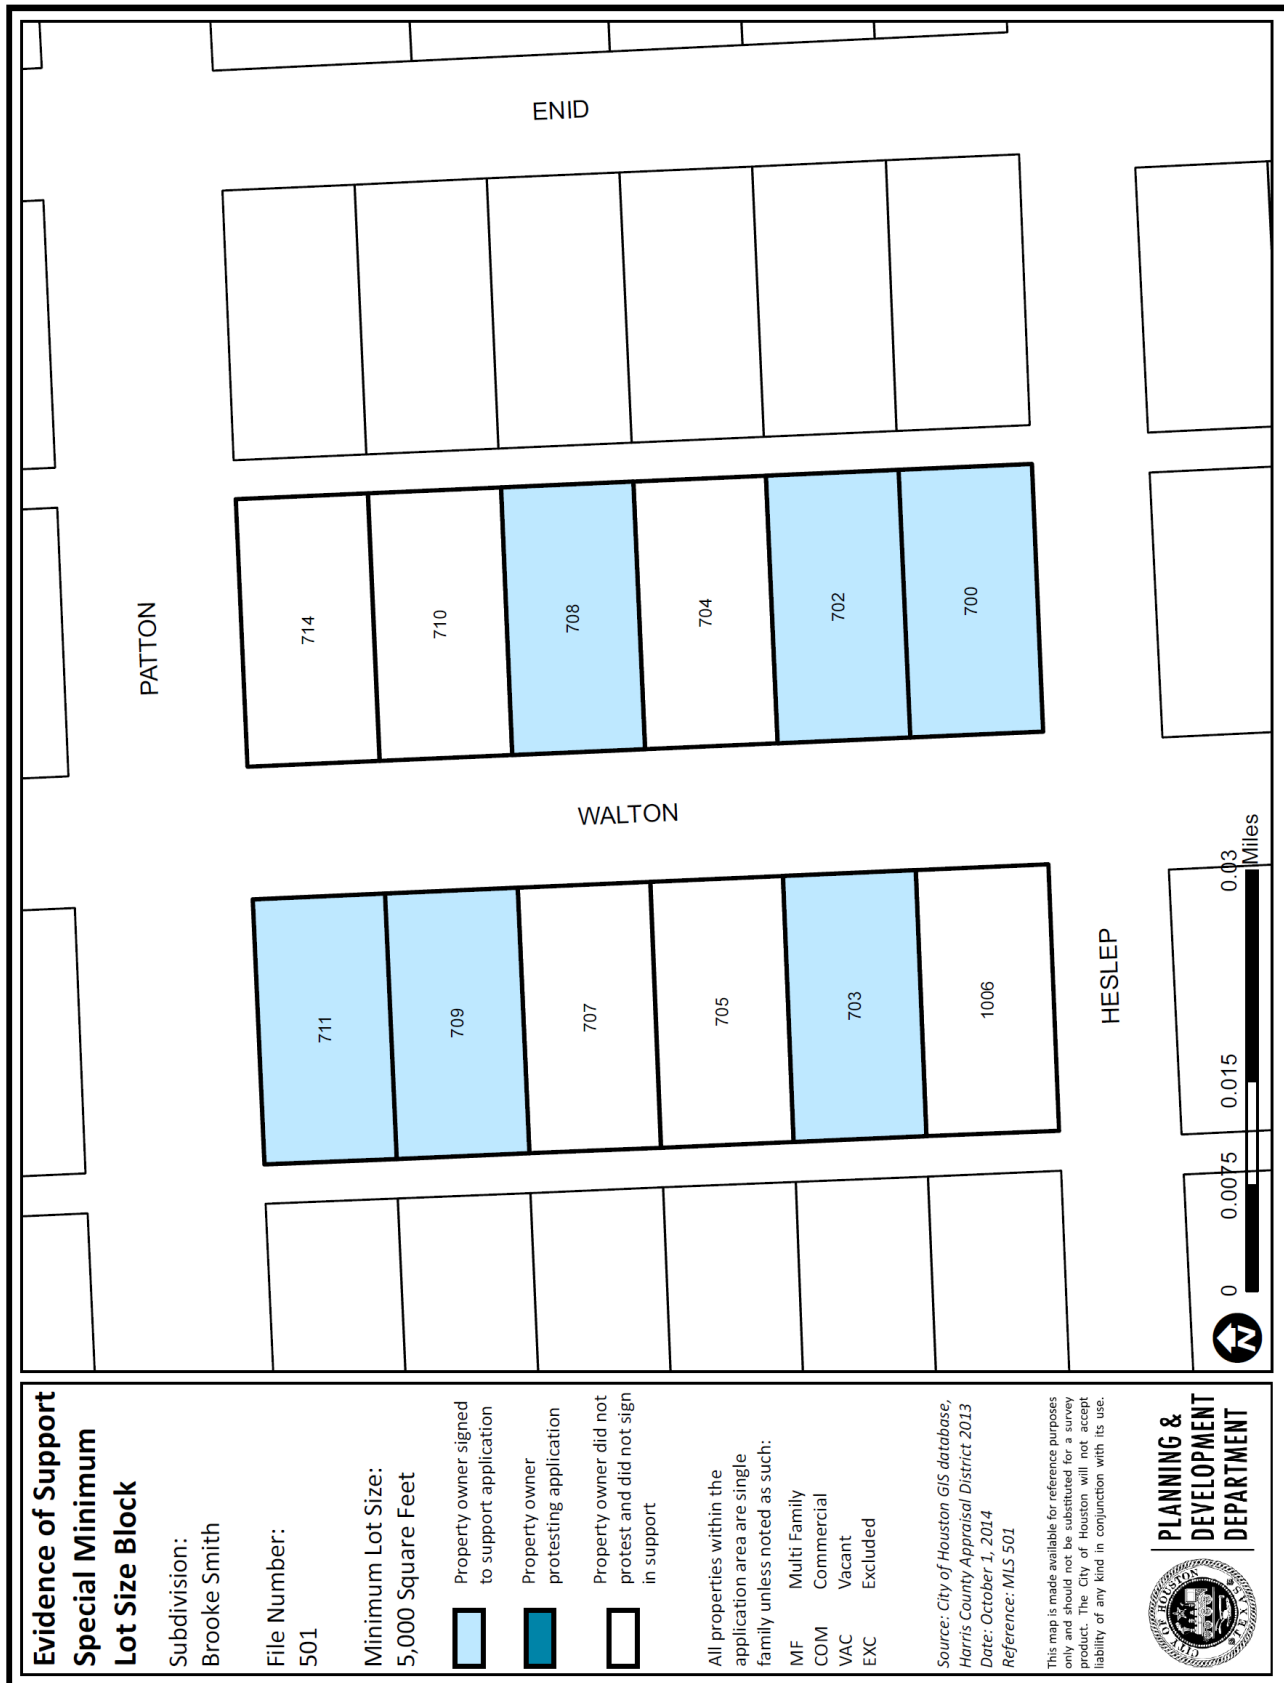 Evidence of Support
Special Minimum
Lot Size Block
Subdivision:
Brooke Smith
File Number:
501
Minimum Lot Size:
5,000 Square Feet
Property owner signed
to support application
Property owner
protesting application
Property owner did not
protest and did not sign
in support
All properties within the
application area are single
family unless noted as such:
MF Multi Family
COM Commercial
VAC Vacant
EXC Excluded
Source: City of Houston GIS database,
Harris County Appraisal District 2013
Date: October 1, 2014
Reference: MLS 501
This map is made available for reference purposes
only and should not be substituted for a survey
product. The City of Houston will not accept
liability of any kind in conjunction with its use.
CITY OF HOUSTON
TEXAS
PLANNING &
DEVELOPMENT
DEPARTMENT
PATTON
ENID
WALTON
HESLEP
714
710
708
704
702
700
711
709
707
705
703
1006
N
0 0.0075 0.015 0.03
Miles